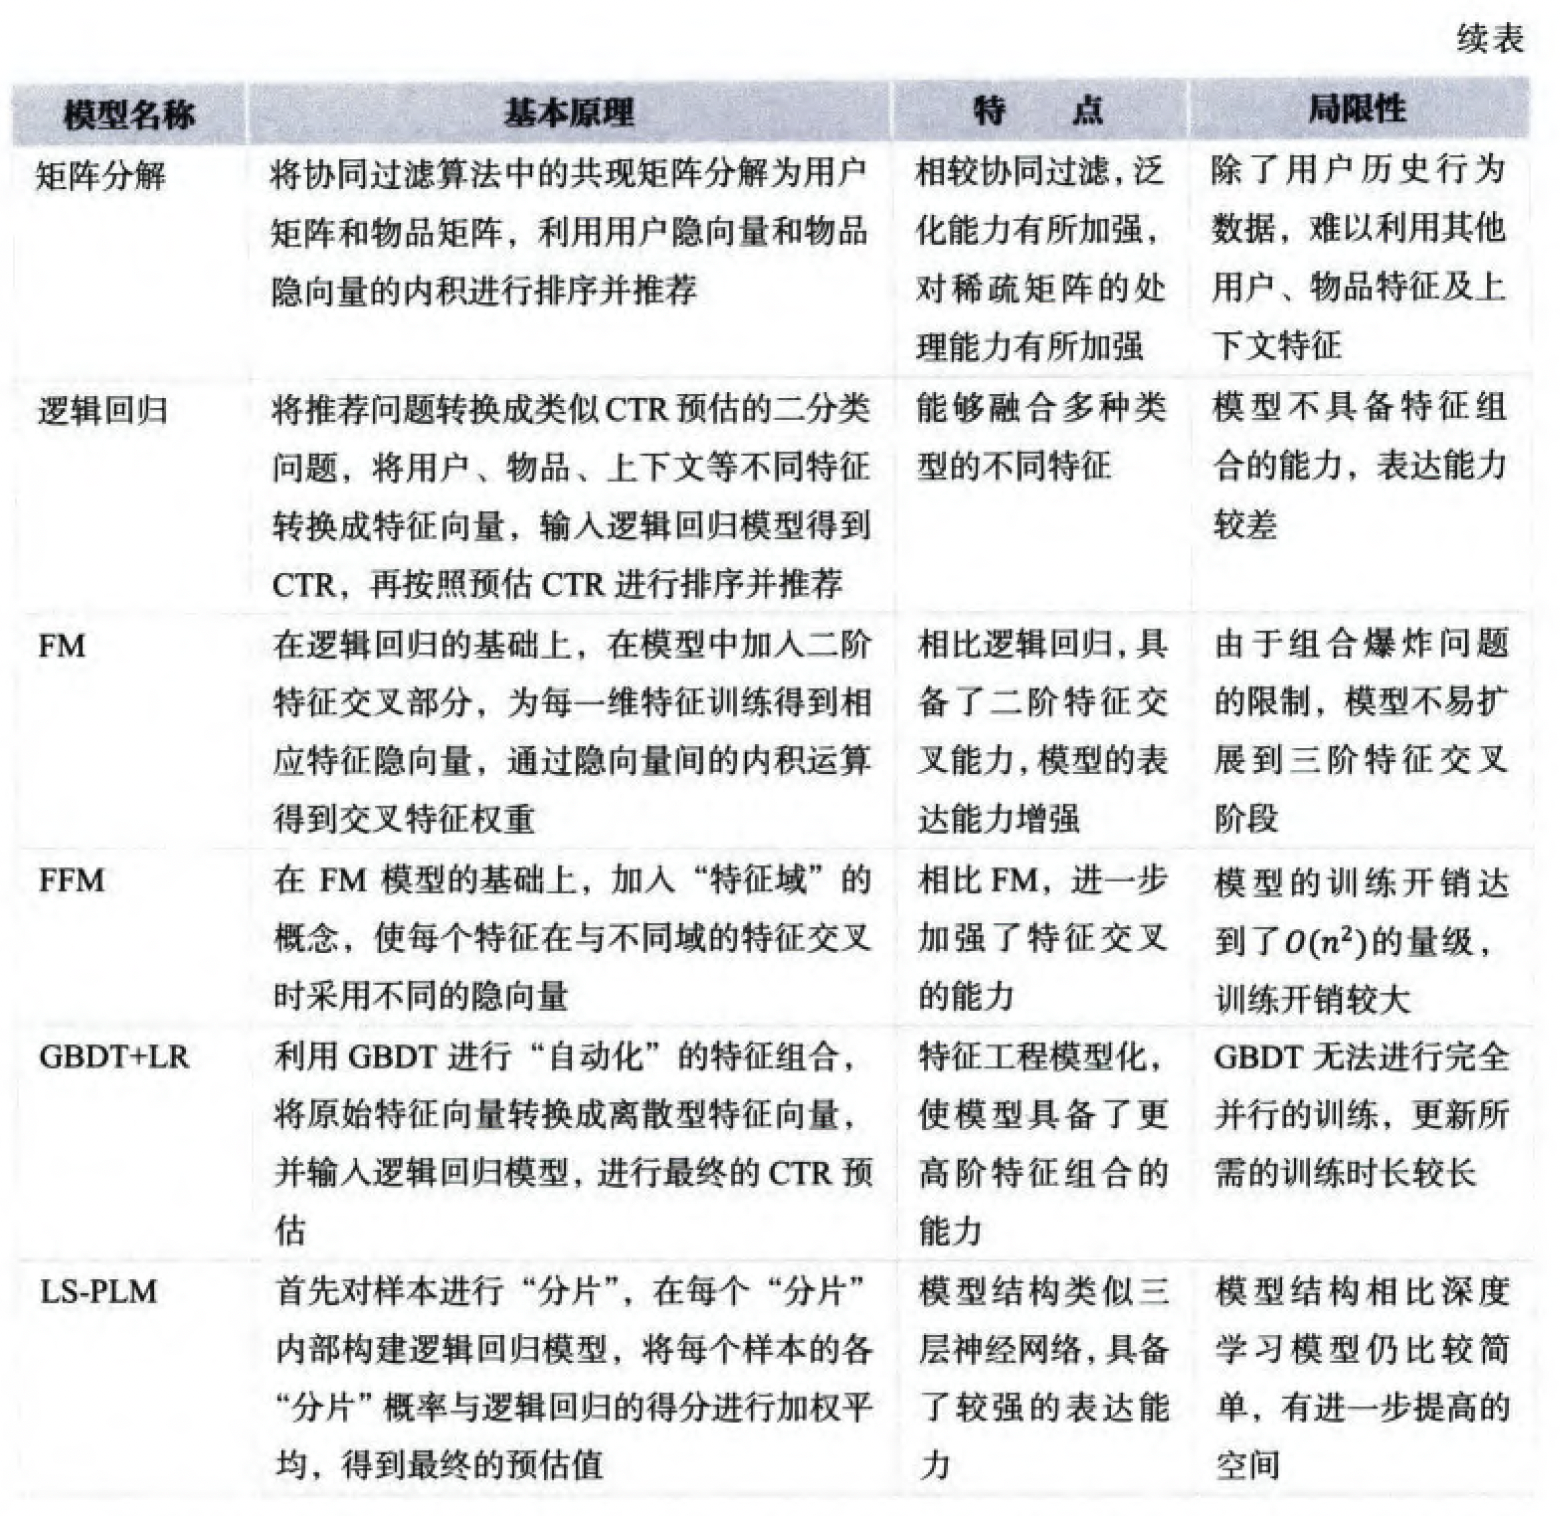 续表
模型名称 基本原理 特 点 局限性
矩阵分解 将协同过滤算法中的共现矩阵分解为用户 相较协同过滤，泛 除了用户历史行为
矩阵和物品矩阵，利用用户隐向量和物品 化能力有所加强， 数据，难以利用其他
隐向量的内积进行排序并推荐 对稀疏矩阵的处 用户、物品特征及上
理能力有所加强 下文特征
逻辑回归 将推荐问题转换成类似 CTR 预估的二分类 能够融合多种类 模型不具备特征组
问题，将用户、物品、上下文等不同特征 型的不同特征 合的能力，表达能力
转换成特征向量，输入逻辑回归模型得到 较差
CTR，再按照预估 CTR 进行排序并推荐
FM 在逻辑回归的基础上，在模型中加入二阶 相比逻辑回归，具 由于组合爆炸问题
特征交叉部分，为每一维特征训练得到相 备了二阶特征交 的限制，模型不易扩
应特征隐向量，通过隐向量间的内积运算 叉能力，模型的表 展到三阶特征交叉
得到交叉特征权重 达能力增强 阶段
FFM 在 FM 模型的基础上，加入“特征域”的 相比 FM，进一步 模型的训练开销达
概念，使每个特征在与不同域的特征交叉 加强了特征交叉 到了O(n²)的量级，
时采用不同的隐向量 的能力 训练开销较大
GBDT+LR 利用 GBDT 进行“自动化”的特征组合， 特征工程模型化， GBDT 无法进行完全
将原始特征向量转换成离散型特征向量， 使模型具备了更 并行的训练，更新所
并输入逻辑回归模型，进行最终的 CTR 预 高阶特征组合的 需的训练时长较长
估 能力
LS-PLM 首先对样本进行“分片”，在每个“分片” 模型结构类似三 模型结构相比深度
内部构建逻辑回归模型，将每个样本的各 层神经网络，具备 学习模型仍比较简
“分片”概率与逻辑回归的得分进行加权平 了较强的表达能 单，有进一步提高的
均，得到最终的预估值 力 空间